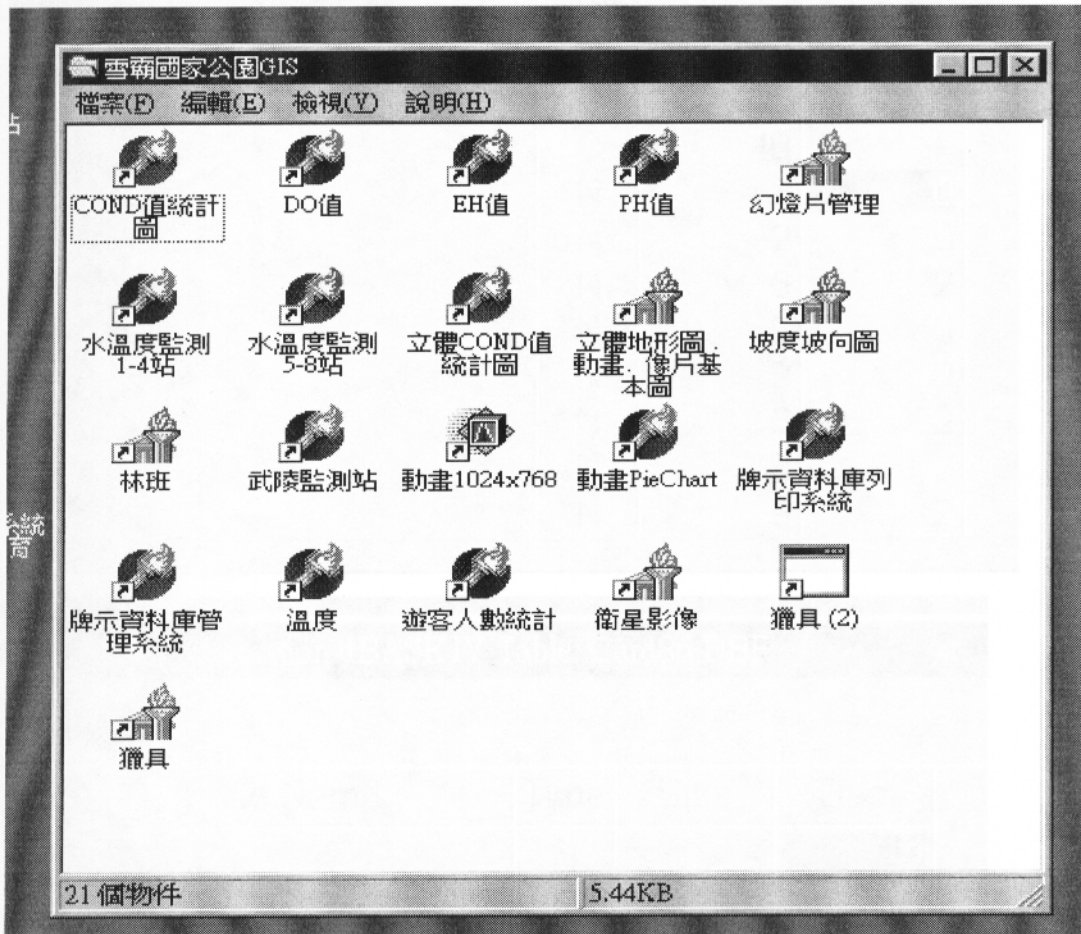 雪霸國家公園GIS
檔案(F) 編輯(E) 檢視(V) 說明(H)
COND值統計
圖
DO值
EH值
PH值
幻燈片管理
水溫度監測
1-4站
水溫度監測
5-8站
立體COND值
統計圖
立體地形圖.
動畫. 像片基
本圖
坡度坡向圖
林班
武陵監測站
動畫1024x768
動畫PieChart
牌示資料庫列
印系統
牌示資料庫管
理系統
溫度
遊客人數統計
衛星影像
獵具 (2)
獵具
21 個物件
5.44KB
站
系統